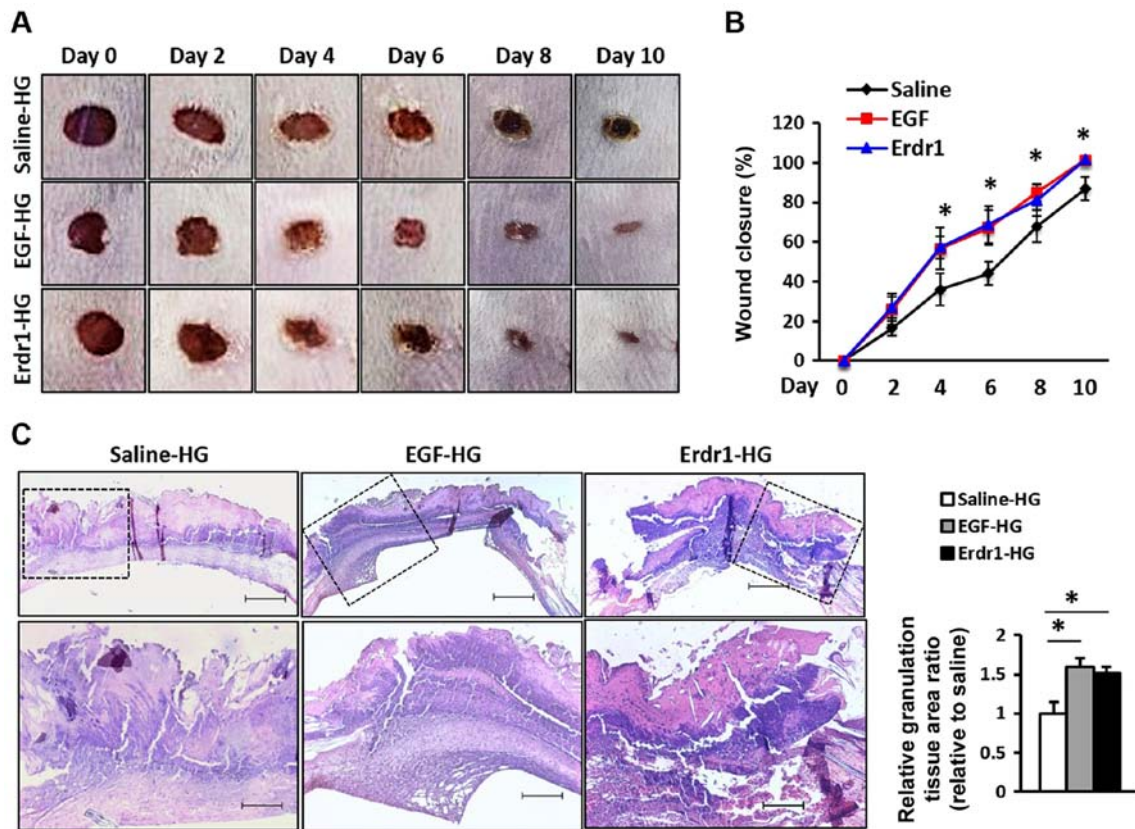 A
Day 0 Day 2 Day 4 Day 6 Day 8 Day 10
Saline-HG
EGF-HG
Erdr1-HG
B
Saline
EGF
Erdr1
Wound closure (%)
120
100
80
60
40
20
0
* * * *
Day 0 2 4 6 8 10
C
Saline-HG EGF-HG Erdr1-HG
Saline-HG
EGF-HG
Erdr1-HG
Relative granulation
tissue area ratio
(relative to saline)
*
*
2
1.5
1
0.5
0